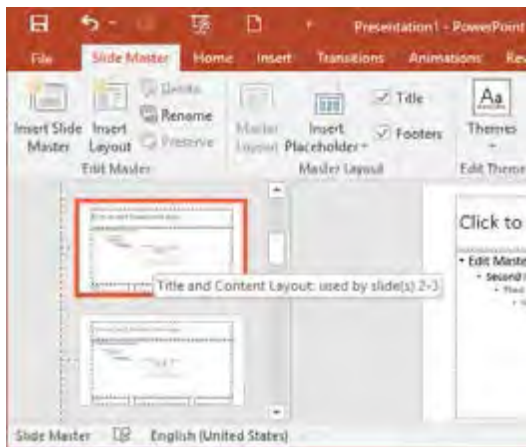 Presentation1 - PowerPoint
File Slide Master Home Insert Transitions Animations Rev
Insert Slide Master
Insert Layout
Delete
Rename
Preserve
Master Layout
Insert Placeholder
Title
Footers
Themes
Edit Master
Master Layout
Edit Theme
Title and Content Layout: used by slide(s) 2-3
Click to
• Edit Maste
• Second
Slide Master English (United States)